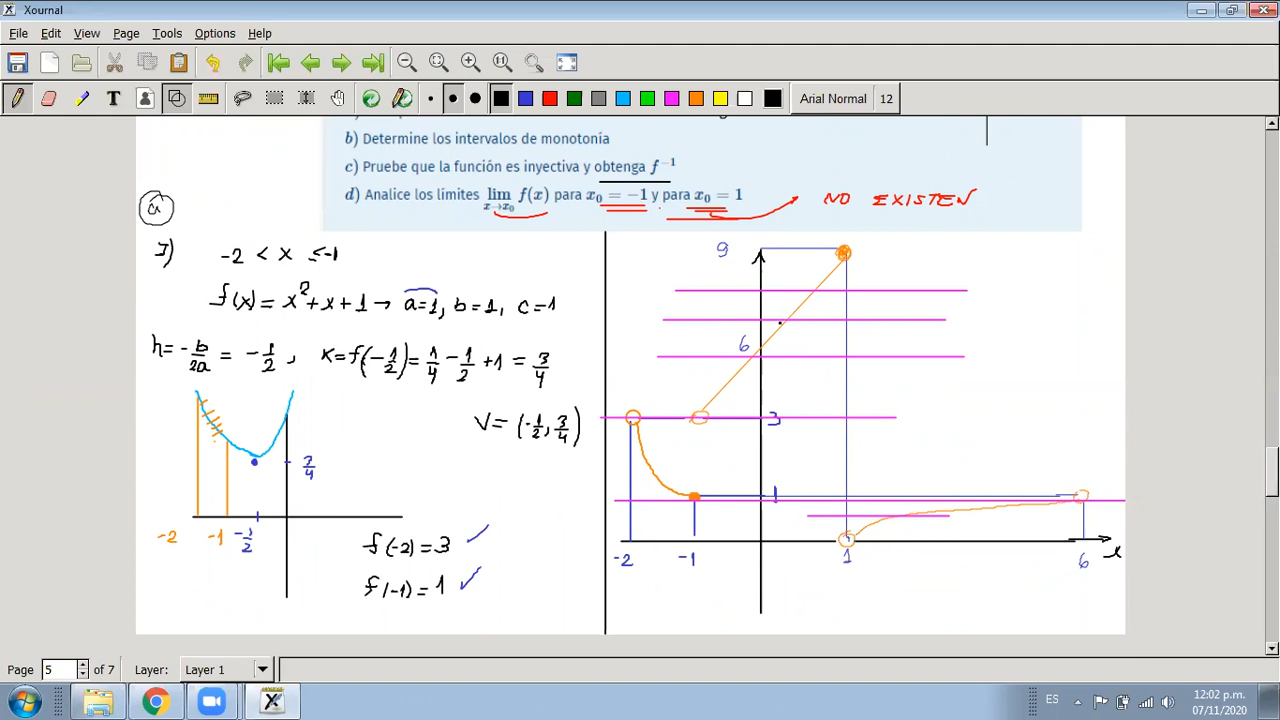 Xournal
File Edit View Page Tools Options Help
Arial Normal 12
b) Determine los intervalos de monotonía
c) Pruebe que la función es inyectiva y obtenga f⁻¹
d) Analice los límites lim x→x₀ f(x) para x₀ = −1 y para x₀ = 1
NO EXISTEN
a
I) -2 < x ≤ -1
f(x) = x² + x + 1 → a=1, b=1, c=1
h = -b/2a = -1/2, K = f(-1/2) = 1/4 - 1/2 + 1 = 3/4
V = (-1/2, 3/4)
3/4
-2 -1 -1/2
f(-2) = 3
f(-1) = 1
9
6
3
1
-2 -1 1 6 x
Page 5 of 7 Layer: Layer 1
ES 12:02 p.m.
07/11/2020